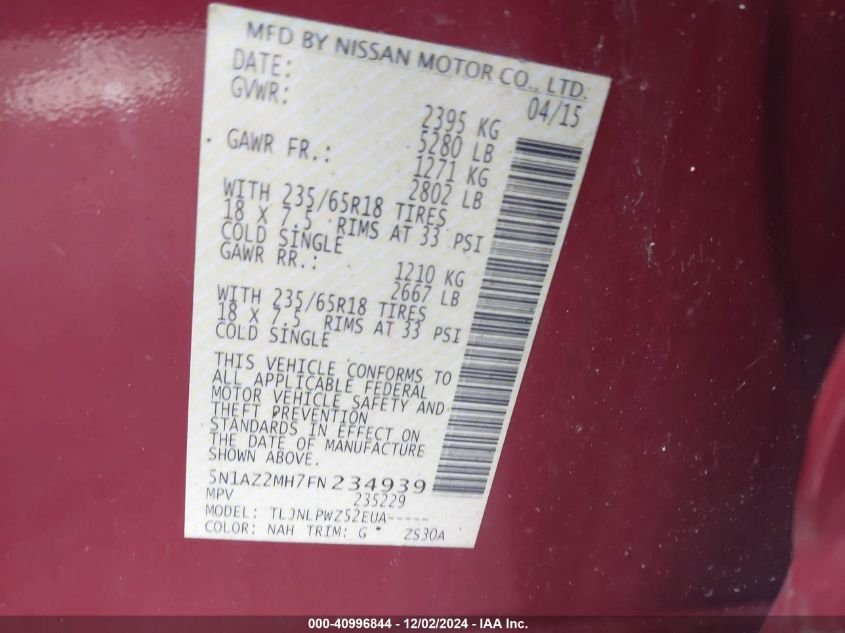 MFD BY NISSAN MOTOR CO., LTD.
DATE: 04/15
GVWR: 2395 KG
5280 LB
GAWR FR.: 1271 KG
2802 LB
WITH 235/65R18 TIRES
18 X 7.5 RIMS AT 33 PSI
COLD SINGLE
GAWR RR.: 1210 KG
2667 LB
WITH 235/65R18 TIRES
18 X 7.5 RIMS AT 33 PSI
COLD SINGLE
THIS VEHICLE CONFORMS TO
ALL APPLICABLE FEDERAL
MOTOR VEHICLE SAFETY AND
THEFT PREVENTION
STANDARDS IN EFFECT ON
THE DATE OF MANUFACTURE
SHOWN ABOVE.
5N1AZ2MH7FN234939
MPV 235229
MODEL: TLJNLPWZ52EUA-----
COLOR: NAH TRIM: G ZS30A
000-40996844 - 12/02/2024 - IAA Inc.